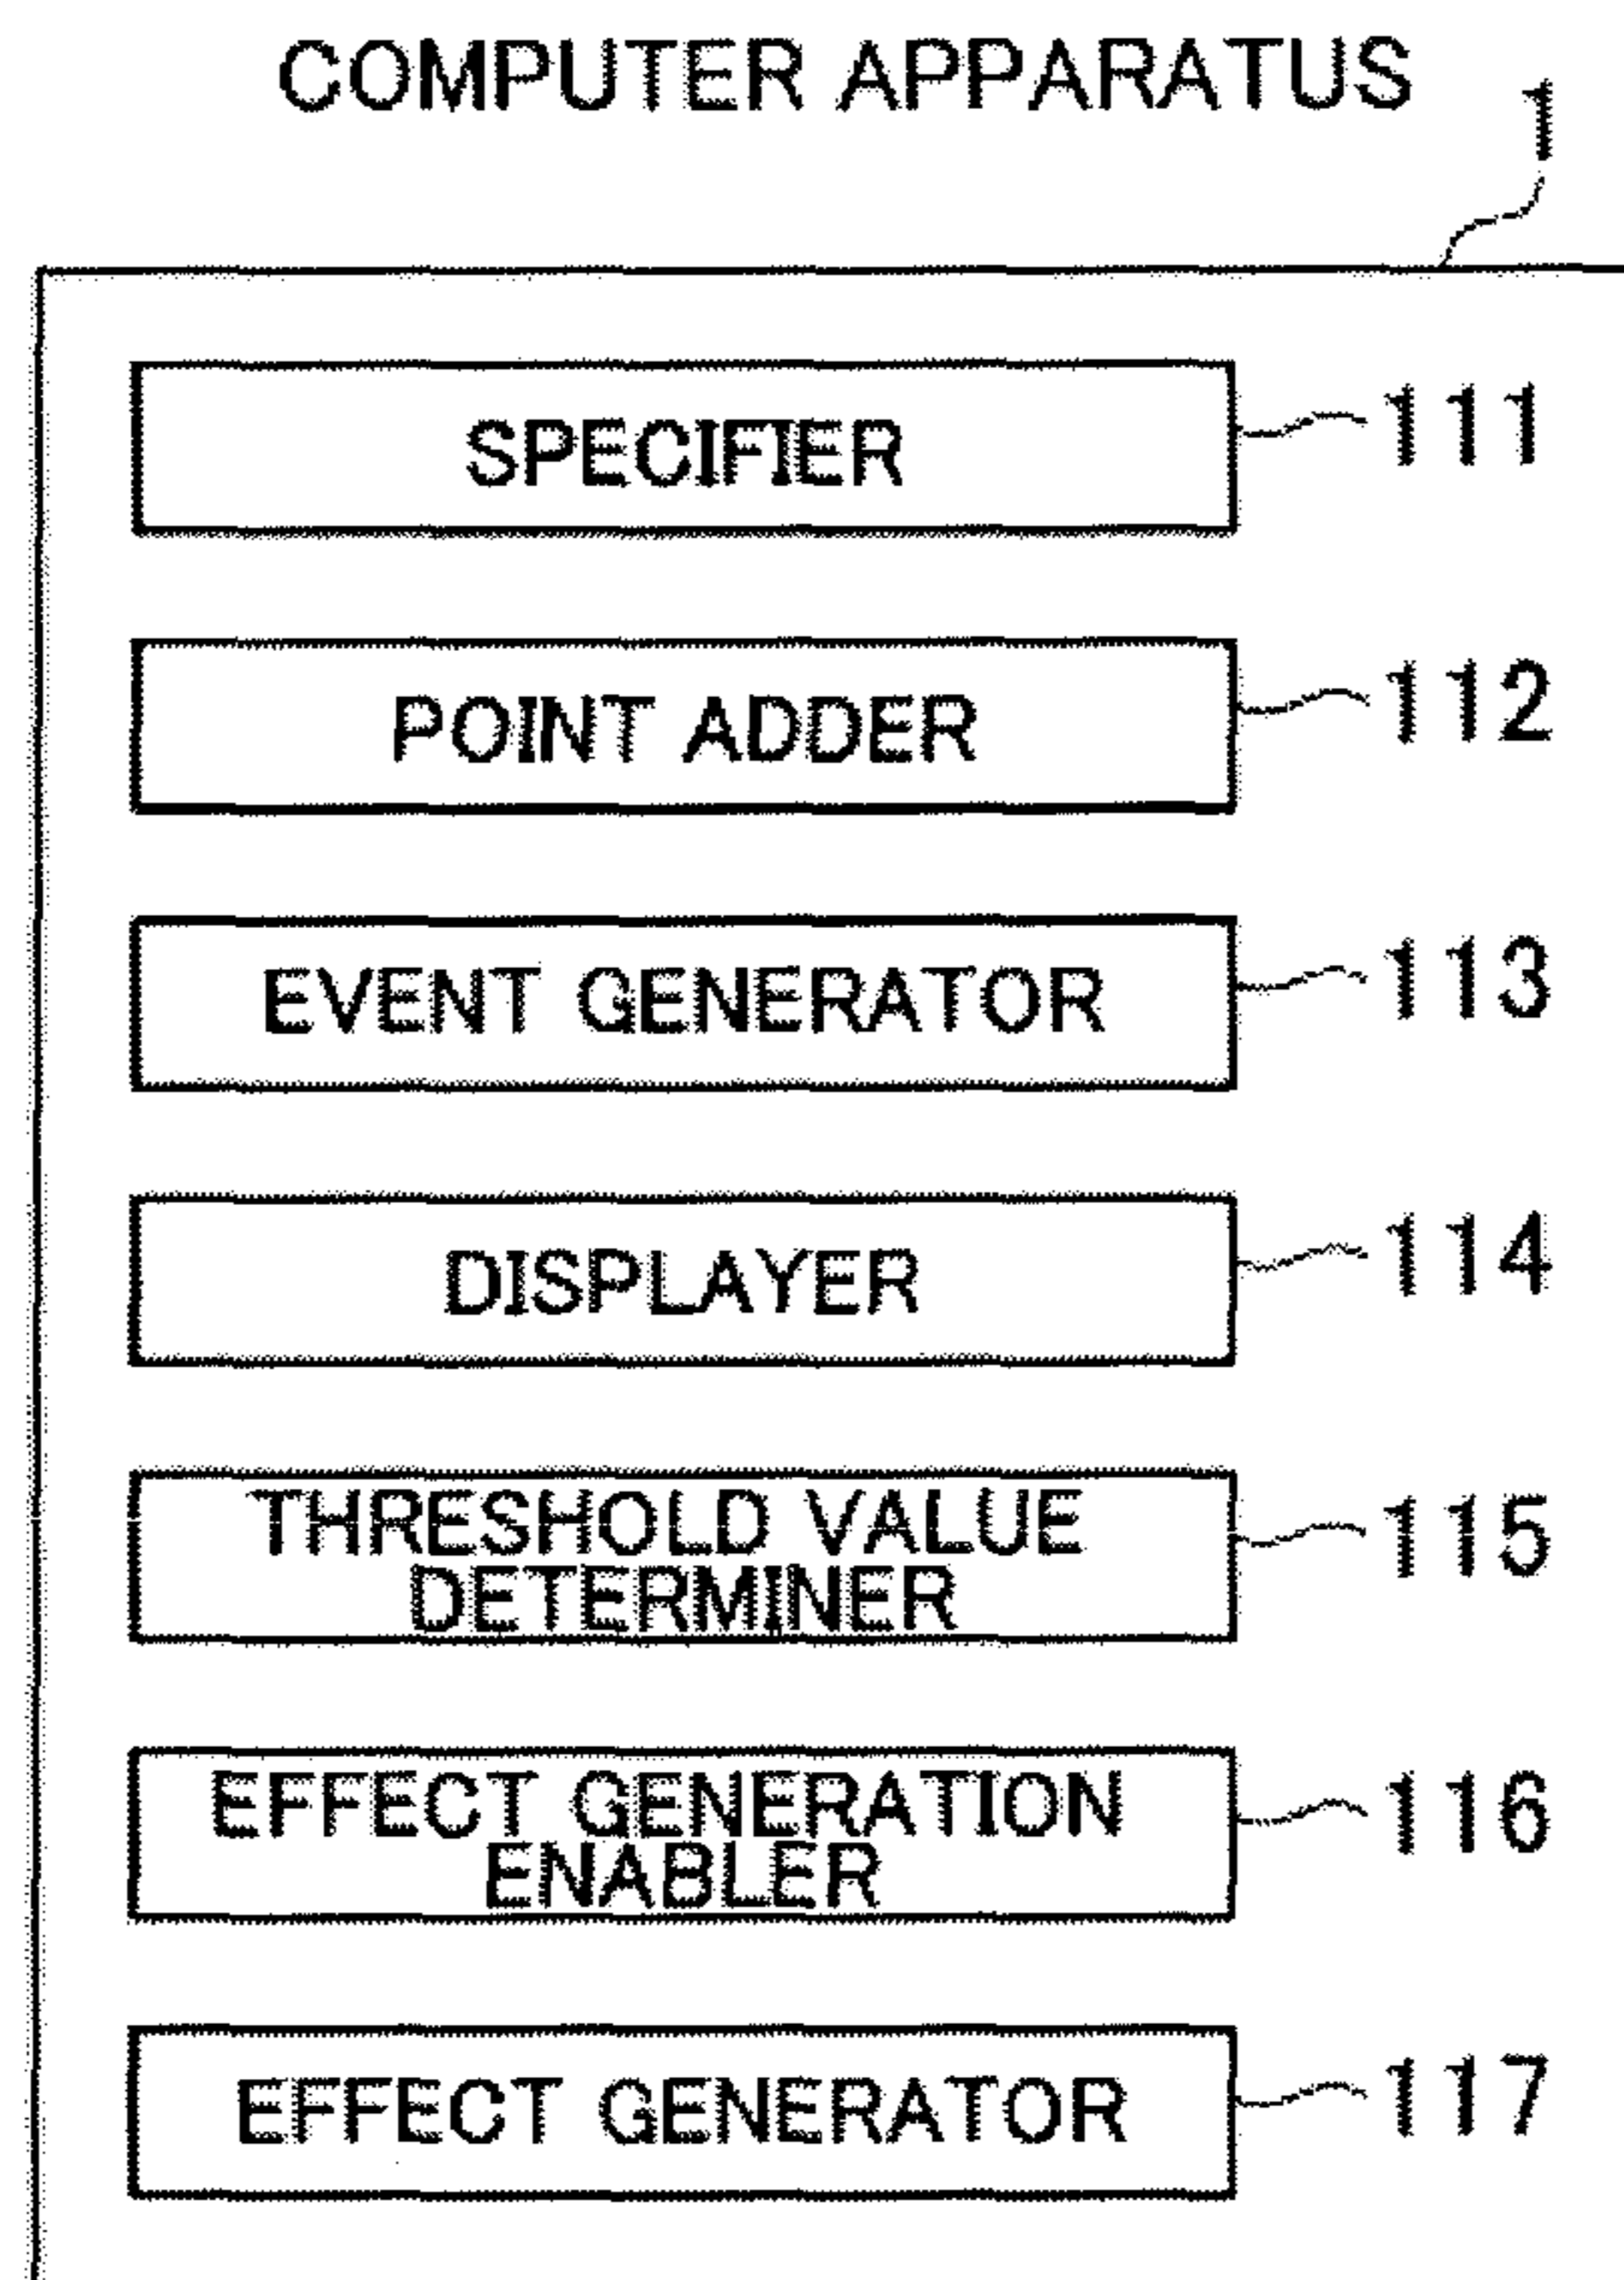 COMPUTER APPARATUS
1
SPECIFIER 111
POINT ADDER 112
EVENT GENERATOR 113
DISPLAYER 114
THRESHOLD VALUE
DETERMINER 115
EFFECT GENERATION
ENABLER 116
EFFECT GENERATOR 117